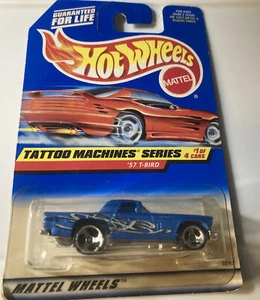 GUARANTEED
FOR LIFE
Hot Wheels
MATTEL
TATTOO MACHINES SERIES
#1 OF
4 CARS
'57 T-BIRD
MATTEL WHEELS